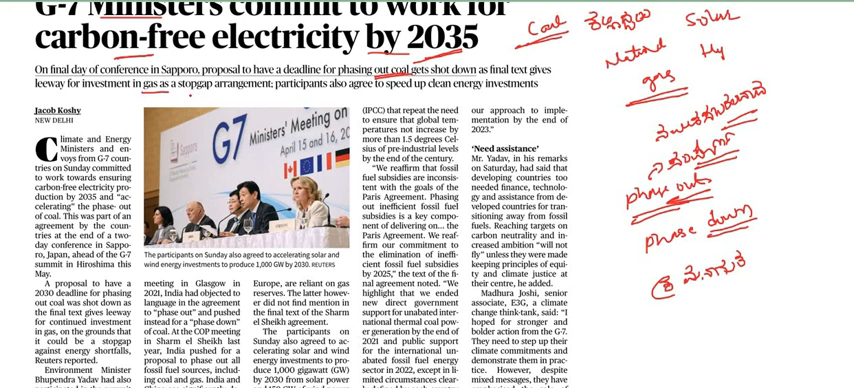 G-7 Ministers commit to work for
carbon-free electricity by 2035
On final day of conference in Sapporo, proposal to have a deadline for phasing out coal gets shot down as final text gives
leeway for investment in gas as a stopgap arrangement; participants also agree to speed up clean energy investments
Jacob Koshy
NEW DELHI
Climate and Energy
Ministers and en-
voys from G-7 coun-
tries on Sunday committed
to work towards ensuring
carbon-free electricity pro-
duction by 2035 and "ac-
celerating" the phase- out
of coal. This was part of an
agreement by the coun-
tries at the end of a two-
day conference in Sappo-
ro, Japan, ahead of the G-7
summit in Hiroshima this
May.
A proposal to have a
2030 deadline for phasing
out coal was shot down as
the final text gives leeway
for continued investment
in gas, on the grounds that
it could be a stopgap
against energy shortfalls,
Reuters reported.
Environment Minister
Bhupendra Yadav had also
G7 Ministers' Meeting on
April 15 and 16, 20
The participants on Sunday also agreed to accelerating solar and
wind energy investments to produce 1,000 GW by 2030. REUTERS
meeting in Glasgow in
2021, India had objected to
language in the agreement
to "phase out" and pushed
instead for a "phase down"
of coal. At the COP meeting
in Sharm el Sheikh last
year, India pushed for a
proposal to phase out all
fossil fuel sources, includ-
ing coal and gas. India and
Europe, are reliant on gas
reserves. The latter howev-
er did not find mention in
the final text of the Sharm
el Sheikh agreement.
The participants on
Sunday also agreed to ac-
celerating solar and wind
energy investments to pro-
duce 1,000 gigawatt (GW)
by 2030 from solar power
(IPCC) that repeat the need
to ensure that global tem-
peratures not increase by
more than 1.5 degrees Cel-
sius of pre-industrial levels
by the end of the century.
"We reaffirm that fossil
fuel subsidies are inconsis-
tent with the goals of the
Paris Agreement. Phasing
out inefficient fossil fuel
subsidies is a key compo-
nent of delivering on... the
Paris Agreement. We reaf-
firm our commitment to
the elimination of ineffi-
cient fossil fuel subsidies
by 2025," the text of the fi-
nal agreement noted. "We
highlight that we ended
new direct government
support for unabated inter-
national thermal coal pow-
er generation by the end of
2021 and public support
for the international un-
abated fossil fuel energy
sector in 2022, except in li-
mited circumstances clear-
our approach to imple-
mentation by the end of
2023."
'Need assistance'
Mr. Yadav, in his remarks
on Saturday, had said that
developing countries too
needed finance, technolo-
gy and assistance from de-
veloped countries for tran-
sitioning away from fossil
fuels. Reaching targets on
carbon neutrality and in-
creased ambition "will not
fly" unless they were made
keeping principles of equi-
ty and climate justice at
their centre, he added.
Madhura Joshi, senior
associate, E3G, a climate
change think-tank, said: "I
hoped for stronger and
bolder action from the G-7.
They need to step up their
climate commitments and
demonstrate them in prac-
tice. However, despite
mixed messages, they have
Coal Solar
Natural Hy
gas
phase outs
phase down